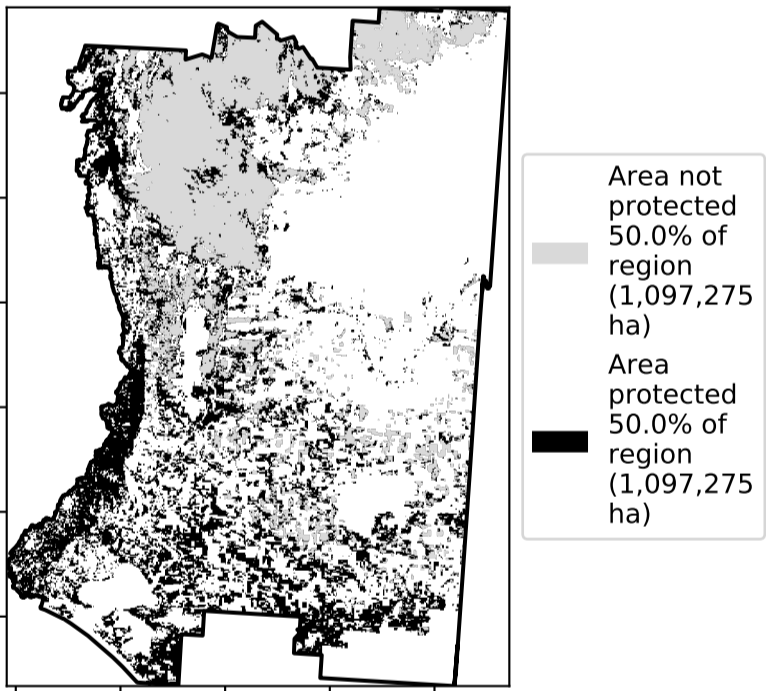 Area not
protected
50.0% of
region
(1,097,275
ha)
Area
protected
50.0% of
region
(1,097,275
ha)